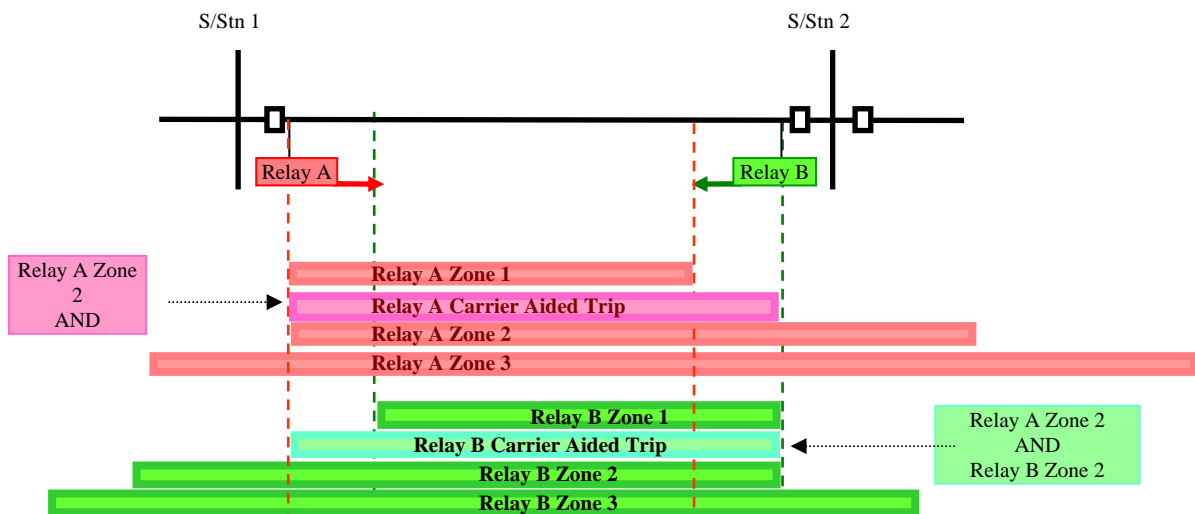 S/Stn 1
S/Stn 2
Relay A
Relay B
Relay A Zone
2
AND
Relay A Zone 1
Relay A Carrier Aided Trip
Relay A Zone 2
Relay A Zone 3
Relay B Zone 1
Relay B Carrier Aided Trip
Relay B Zone 2
Relay B Zone 3
Relay A Zone 2
AND
Relay B Zone 2